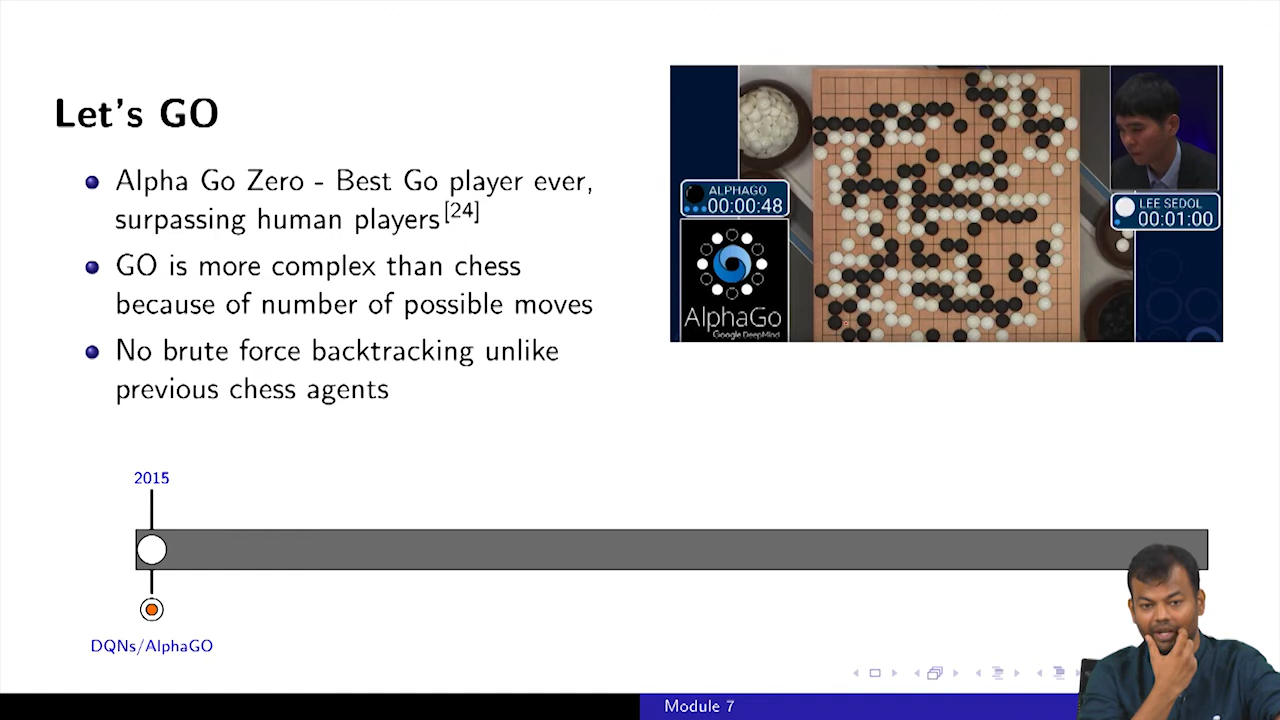 Let's GO
Alpha Go Zero - Best Go player ever,
surpassing human players[24]
GO is more complex than chess
because of number of possible moves
No brute force backtracking unlike
previous chess agents
ALPHAGO
00:00:48
AlphaGo
Google DeepMind
LEE SEDOL
00:01:00
2015
DQNs/AlphaGO
Module 7